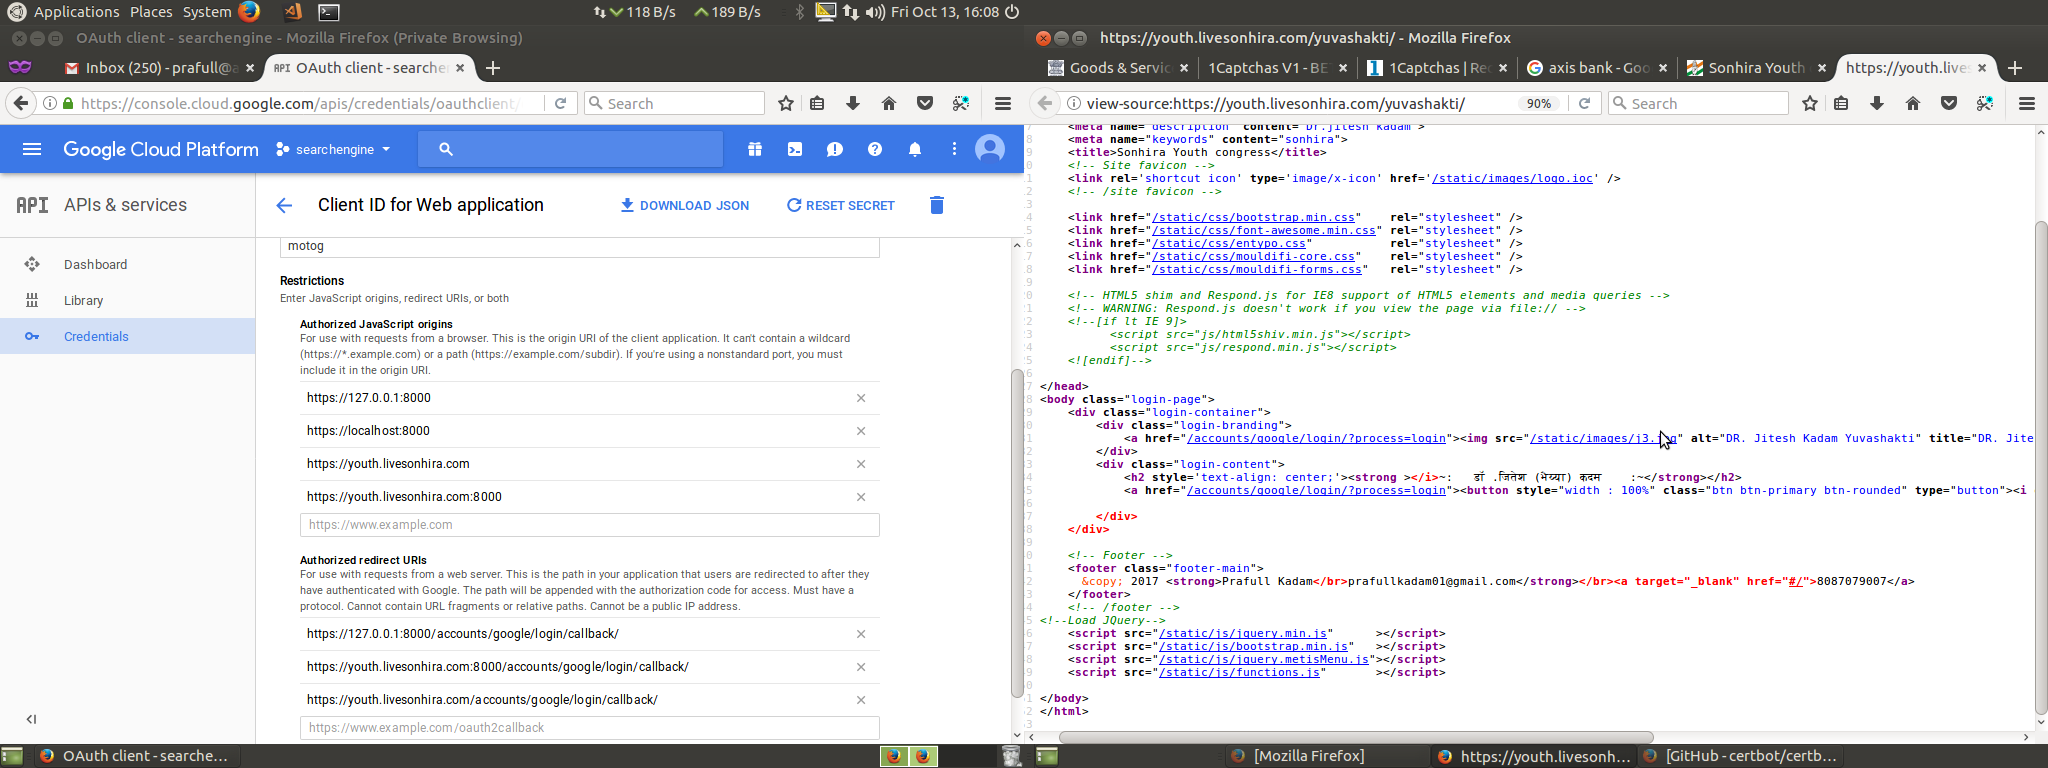 Applications Places System 118 B/s 189 B/s Fri Oct 13, 16:08
OAuth client - searchengine - Mozilla Firefox (Private Browsing)
Inbox (250) - prafull@a
OAuth client - searche
https://console.cloud.google.com/apis/credentials/oauthclient/
Search
Google Cloud Platform
searchengine
API APIs & services
Client ID for Web application
DOWNLOAD JSON
RESET SECRET
Dashboard
Library
Credentials
motog
Restrictions
Enter JavaScript origins, redirect URIs, or both
Authorized JavaScript origins
For use with requests from a browser. This is the origin URI of the client application. It can't contain a wildcard
(https://*.example.com) or a path (https://example.com/subdir). If you're using a nonstandard port, you must
include it in the origin URI.
https://127.0.0.1:8000
https://localhost:8000
https://youth.livesonhira.com
https://youth.livesonhira.com:8000
https://www.example.com
Authorized redirect URIs
For use with requests from a web server. This is the path in your application that users are redirected to after they
have authenticated with Google. The path will be appended with the authorization code for access. Must have a
protocol. Cannot contain URL fragments or relative paths. Cannot be a public IP address.
https://127.0.0.1:8000/accounts/google/login/callback/
https://youth.livesonhira.com:8000/accounts/google/login/callback/
https://youth.livesonhira.com/accounts/google/login/callback/
https://www.example.com/oauth2callback
OAuth client - searche...
https://youth.livesonhira.com/yuvashakti/ - Mozilla Firefox
Goods & Servic
1Captchas V1 - BE
1Captchas | Re
axis bank - Goo
Sonhira Youth
https://youth.lives
view-source:https://youth.livesonhira.com/yuvashakti/
90%
Search
<meta name="description" content="Dr.jitesh kadam">
<meta name="keywords" content="sonhira">
<title>Sonhira Youth congress</title>
<!-- Site favicon -->
<link rel='shortcut icon' type='image/x-icon' href='/static/images/logo.ioc' />
<!-- /site favicon -->
<link href="/static/css/bootstrap.min.css" rel="stylesheet" />
<link href="/static/css/font-awesome.min.css" rel="stylesheet" />
<link href="/static/css/entypo.css" rel="stylesheet" />
<link href="/static/css/mouldifi-core.css" rel="stylesheet" />
<link href="/static/css/mouldifi-forms.css" rel="stylesheet" />
<!-- HTML5 shim and Respond.js for IE8 support of HTML5 elements and media queries -->
<!-- WARNING: Respond.js doesn't work if you view the page via file:// -->
<!--[if lt IE 9]>
<script src="js/html5shiv.min.js"></script>
<script src="js/respond.min.js"></script>
<![endif]-->
</head>
<body class="login-page">
<div class="login-container">
<div class="login-branding">
<a href="/accounts/google/login/?process=login"><img src="/static/images/j3. " alt="DR. Jitesh Kadam Yuvashakti" title="DR. Jite
</div>
<div class="login-content">
<h2 style='text-align: center;'><strong ></i>~: डॉ .जितेश (भैय्या) कदम :~</strong></h2>
<a href="/accounts/google/login/?process=login"><button style="width : 100%" class="btn btn-primary btn-rounded" type="button"><i
</div>
</div>
<!-- Footer -->
<footer class="footer-main">
&copy; 2017 <strong>Prafull Kadam</br>prafullkadam01@gmail.com</strong></br><a target="_blank" href="#/">8087079007</a>
</footer>
<!-- /footer -->
<!--Load JQuery-->
<script src="/static/js/jquery.min.js" ></script>
<script src="/static/js/bootstrap.min.js" ></script>
<script src="/static/js/jquery.metisMenu.js"></script>
<script src="/static/js/functions.js" ></script>
</body>
</html>
[Mozilla Firefox]
https://youth.livesonh...
[GitHub - certbot/certb...